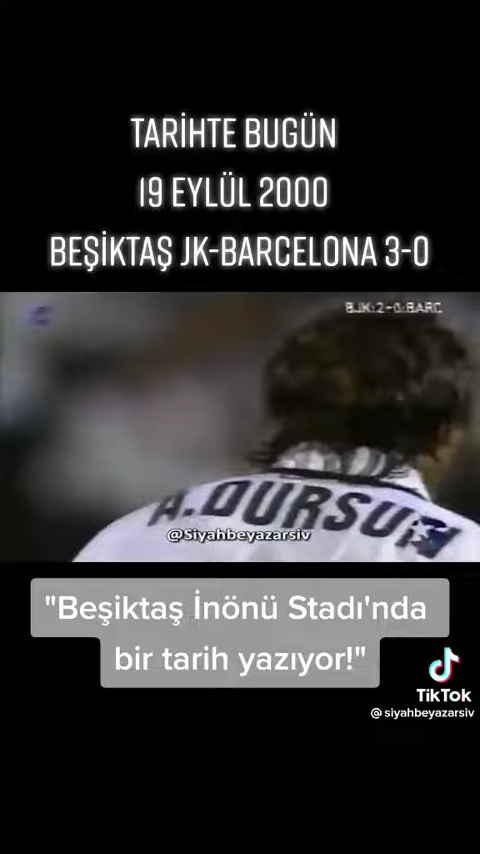 TARİHTE BUGÜN
19 EYLÜL 2000
BEŞİKTAŞ JK-BARCELONA 3-0
BJK:2-0:BARC
A.DURSUN
@Siyahbeyazarsiv
"Beşiktaş İnönü Stadı'nda
bir tarih yazıyor!"
TikTok
@siyahbeyazarsiv